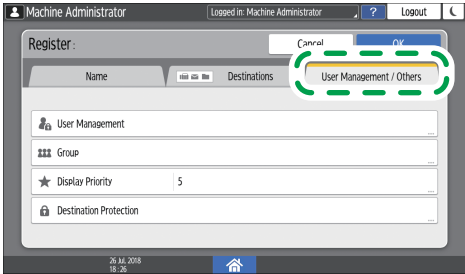 Machine Administrator
Logged in: Machine Administrator
?
Logout
Register :
Cancel
OK
Name
Destinations
User Management / Others
User Management
Group
Display Priority 5
Destination Protection
26 JUL 2018
18:26